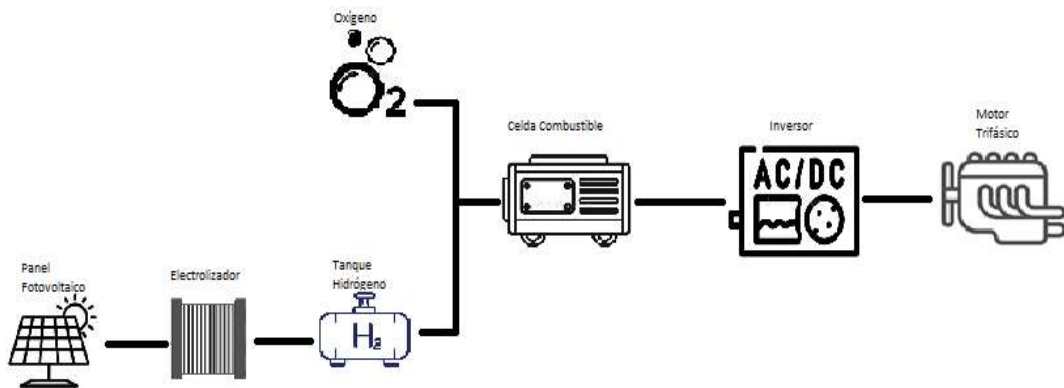 Oxígeno
O2
Celda Combustible
Inversor
AC/DC
Motor
Trifásico
Panel
Fotovoltaico
Electrolizador
Tanque
Hidrógeno
H2